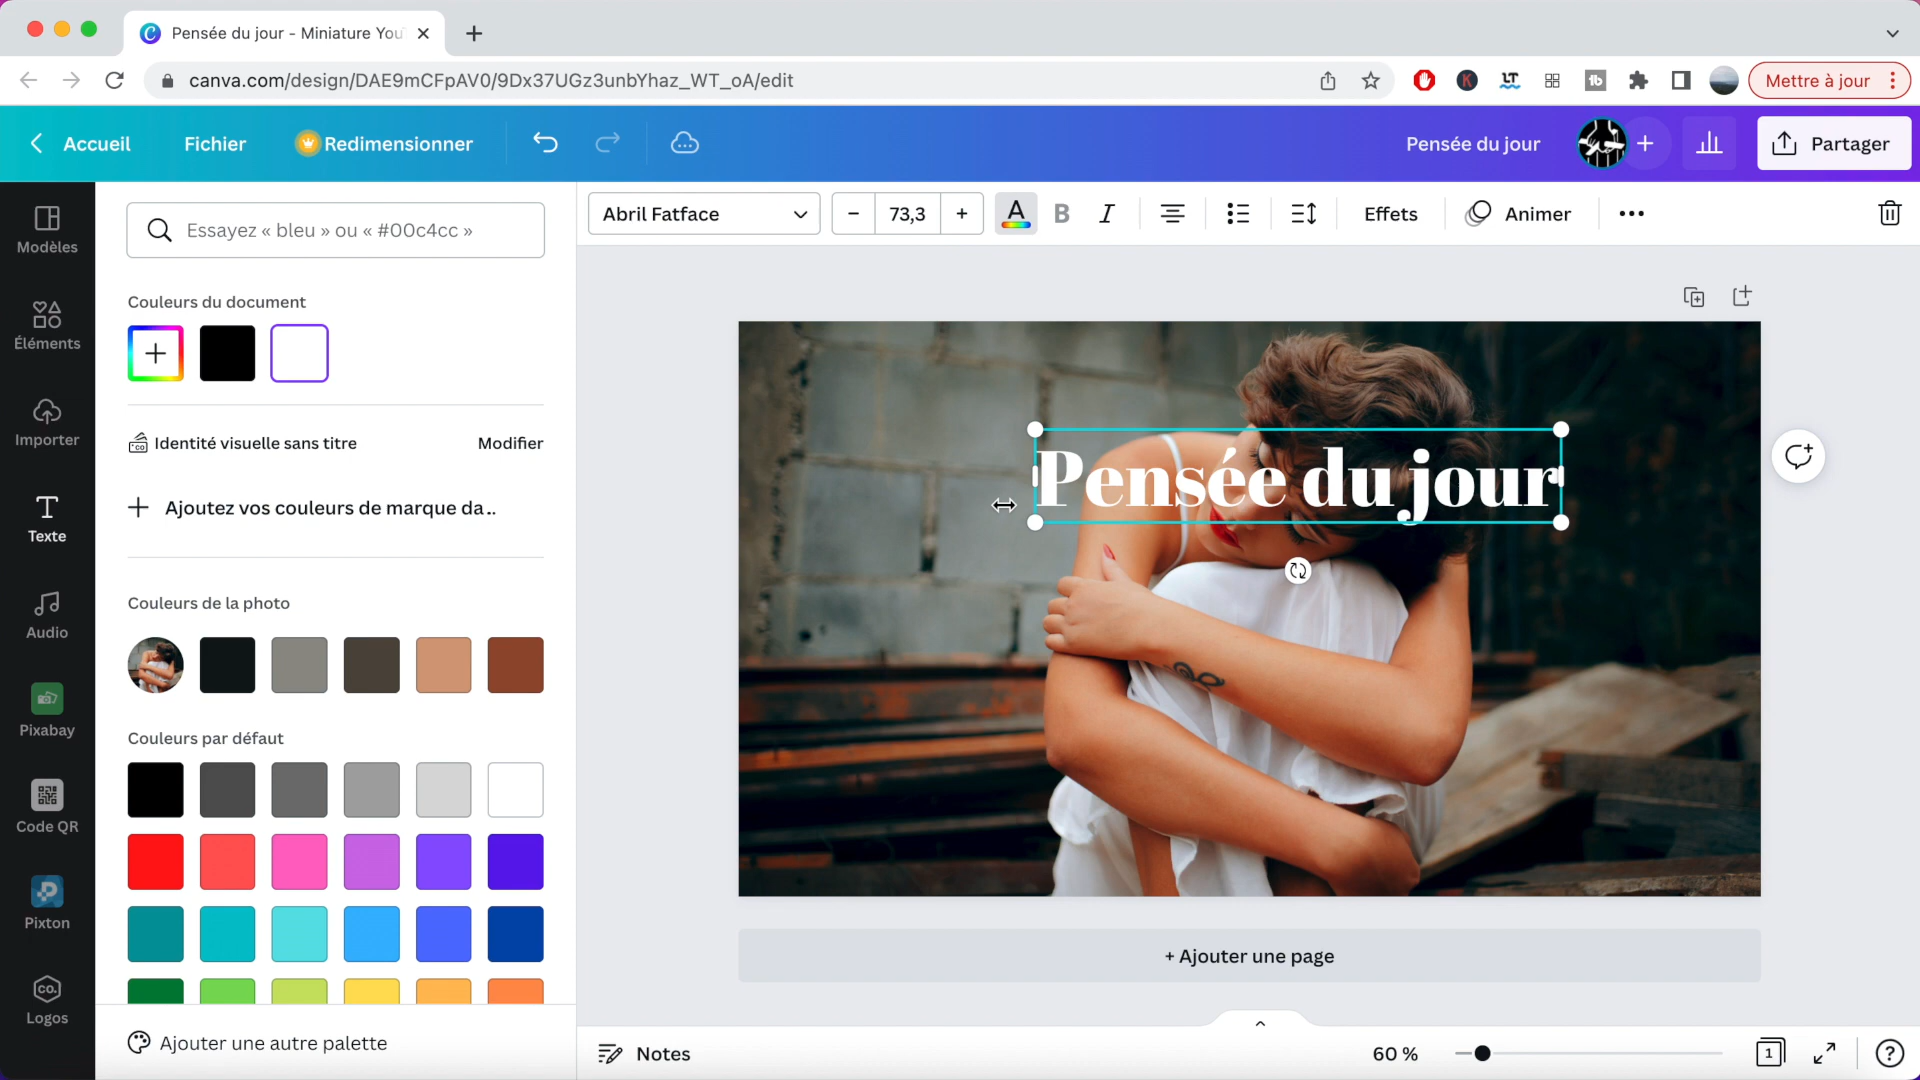 Pensée du jour - Miniature You
canva.com/design/DAE9mCFpAV0/9Dx37UGz3unbYhaz_WT_oA/edit
Mettre à jour
Accueil
Fichier
Redimensionner
Pensée du jour
Partager
Essayez « bleu » ou « #00c4cc »
Abril Fatface
73,3
Effets
Animer
Modèles
Éléments
Importer
Texte
Audio
Pixabay
Code QR
Pixton
Logos
Couleurs du document
Identité visuelle sans titre
Modifier
Ajoutez vos couleurs de marque da..
Couleurs de la photo
Couleurs par défaut
Ajouter une autre palette
Pensée du jour
+ Ajouter une page
Notes
60 %
1